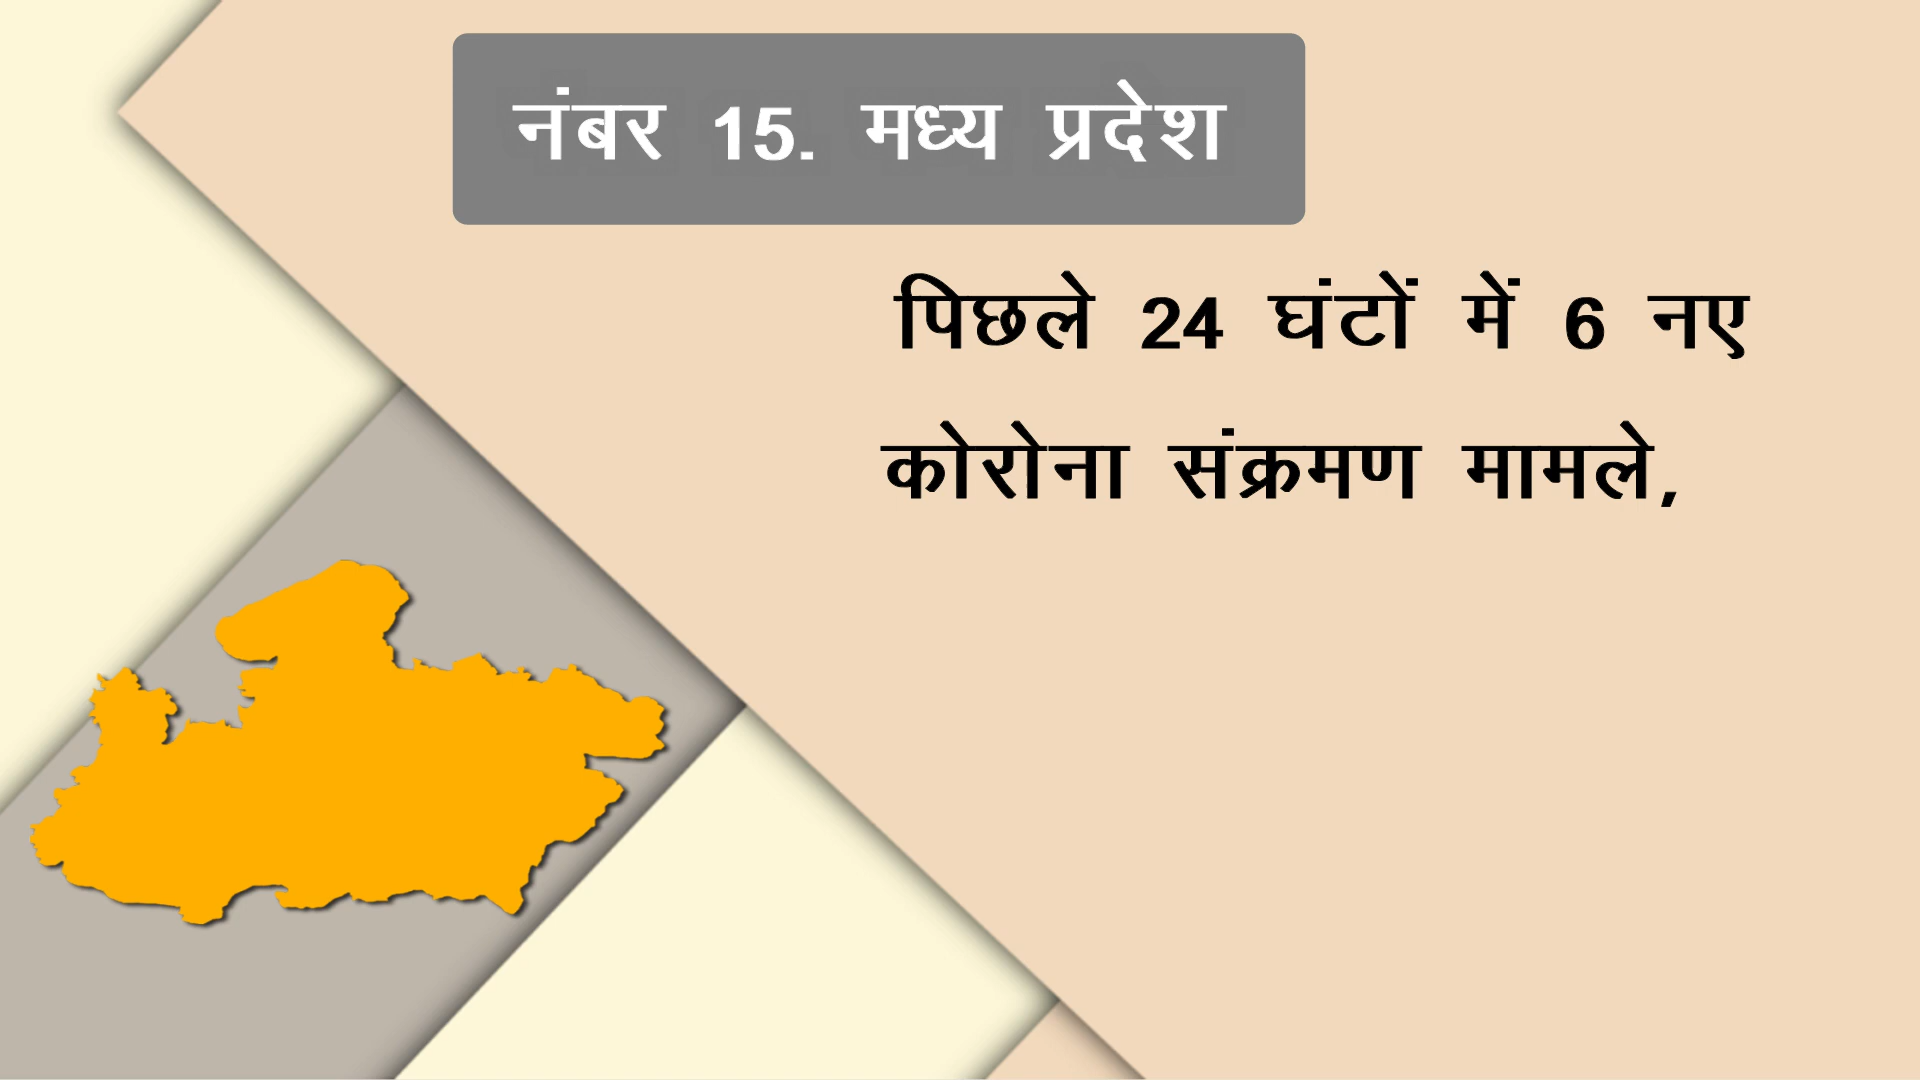 नंबर 15. मध्य प्रदेश
पिछले 24 घंटों में 6 नए
कोरोना संक्रमण मामले,